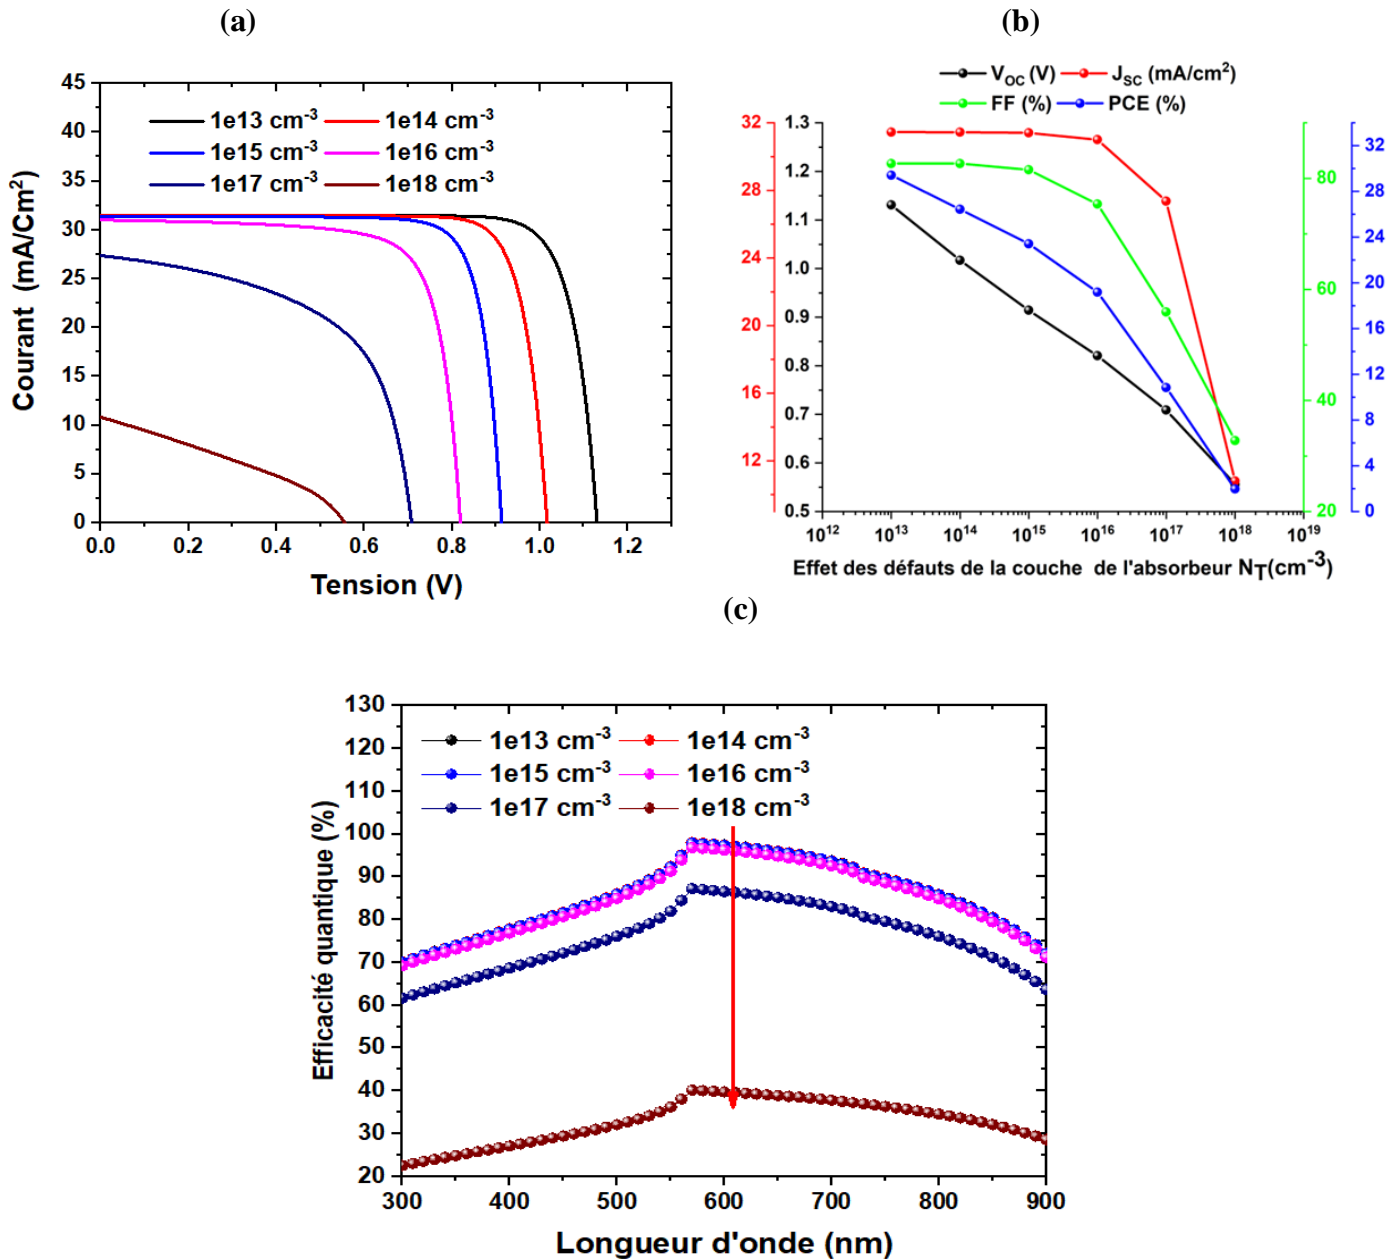 (a)
(b)
45
40
35
30
25
20
15
10
5
0
0.0 0.2 0.4 0.6 0.8 1.0 1.2
Courant (mA/Cm²)
Tension (V)
1e13 cm⁻³ 1e14 cm⁻³
1e15 cm⁻³ 1e16 cm⁻³
1e17 cm⁻³ 1e18 cm⁻³
V_OC (V) J_SC (mA/cm²)
FF (%) PCE (%)
32
28
24
20
16
12
1.3
1.2
1.1
1.0
0.9
0.8
0.7
0.6
0.5
80
60
40
20
32
28
24
20
16
12
8
4
0
10¹² 10¹³ 10¹⁴ 10¹⁵ 10¹⁶ 10¹⁷ 10¹⁸ 10¹⁹
Effet des défauts de la couche de l'absorbeur N_T(cm⁻³)
(c)
130
120
110
100
90
80
70
60
50
40
30
20
300 400 500 600 700 800 900
Efficacité quantique (%)
Longueur d'onde (nm)
1e13 cm⁻³ 1e14 cm⁻³
1e15 cm⁻³ 1e16 cm⁻³
1e17 cm⁻³ 1e18 cm⁻³